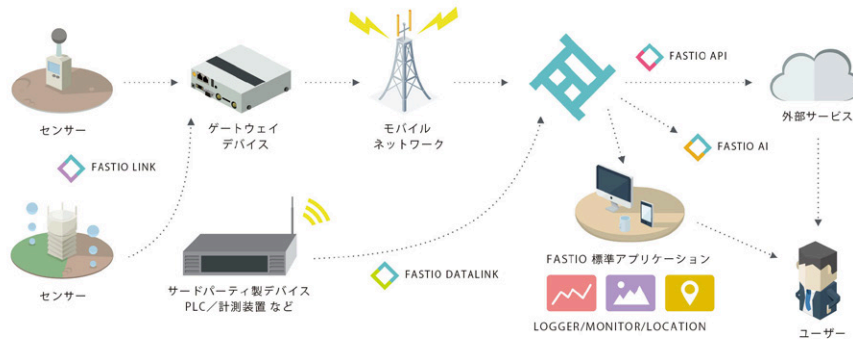 センサー
ゲートウェイ
デバイス
モバイル
ネットワーク
FASTIO API
外部サービス
FASTIO LINK
FASTIO AI
センサー
サードパーティ製デバイス
PLC／計測装置 など
FASTIO DATALINK
FASTIO 標準アプリケーション
LOGGER/MONITOR/LOCATION
ユーザー